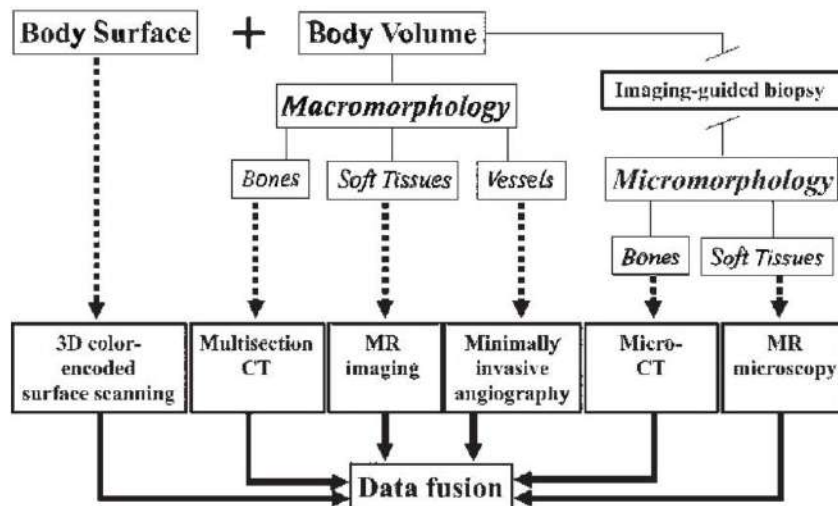 Body Surface + Body Volume
Imaging-guided biopsy
Macromorphology
Bones Soft Tissues Vessels
Micromorphology
Bones Soft Tissues
3D color-
encoded
surface scanning
Multisection
CT
MR
imaging
Minimally
invasive
angiography
Micro-
CT
MR
microscopy
Data fusion